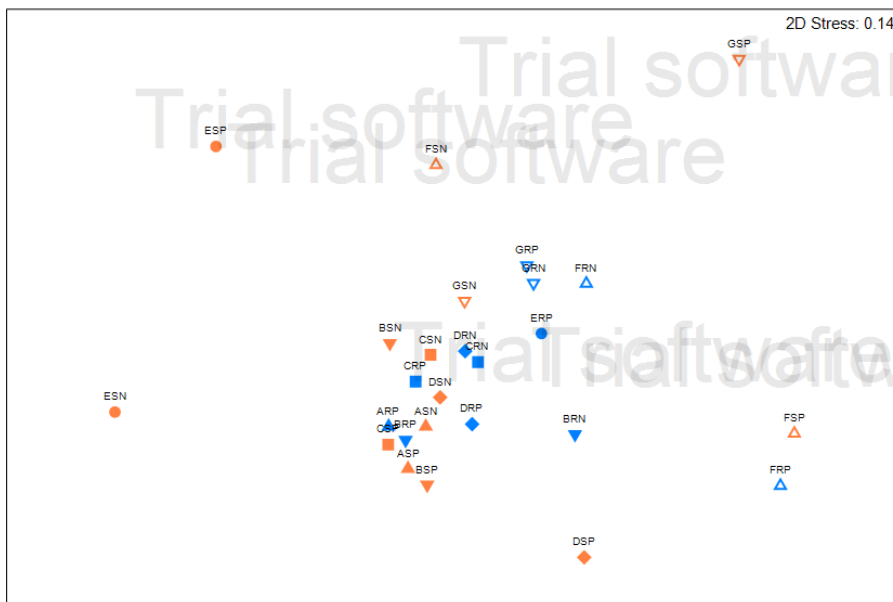 2D Stress: 0.14
GSP
Trial softwar
Trial software
ESP
FSN
Trial software
GRP
GRN
FRN
GSN
ERP
BSN
CSN
DRN
CRN
Trial software
Trial software
CRP
DSN
ESN
ARP
ASN
DRP
BRN
FSP
BRP
CSP
ASP
BSP
FRP
DSP